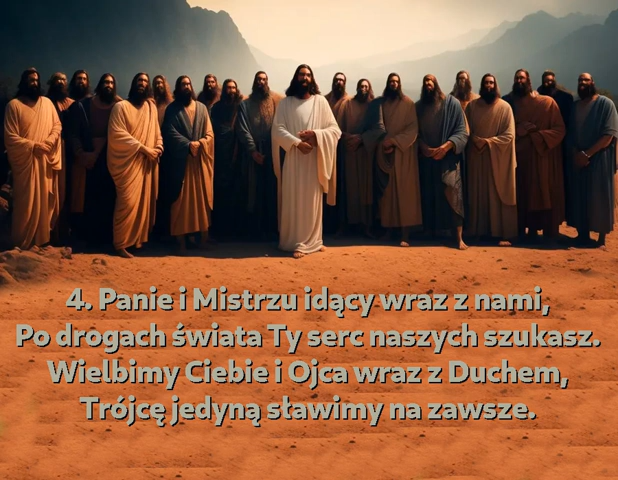 4. Panie i Mistrzu idący wraz z nami,
Po drogach świata Ty serc naszych szukasz.
Wielbimy Ciebie i Ojca wraz z Duchem,
Trójcę jedyną sławimy na zawsze.